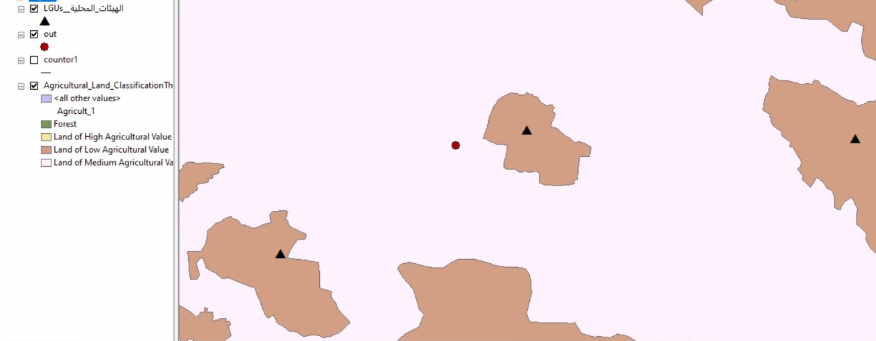 LGUs__الهيئات_المحلية
out
countor1
Agricultural_Land_ClassificationTh
<all other values>
Agricult_1
Forest
Land of High Agricultural Value
Land of Low Agricultural Value
Land of Medium Agricultural Va